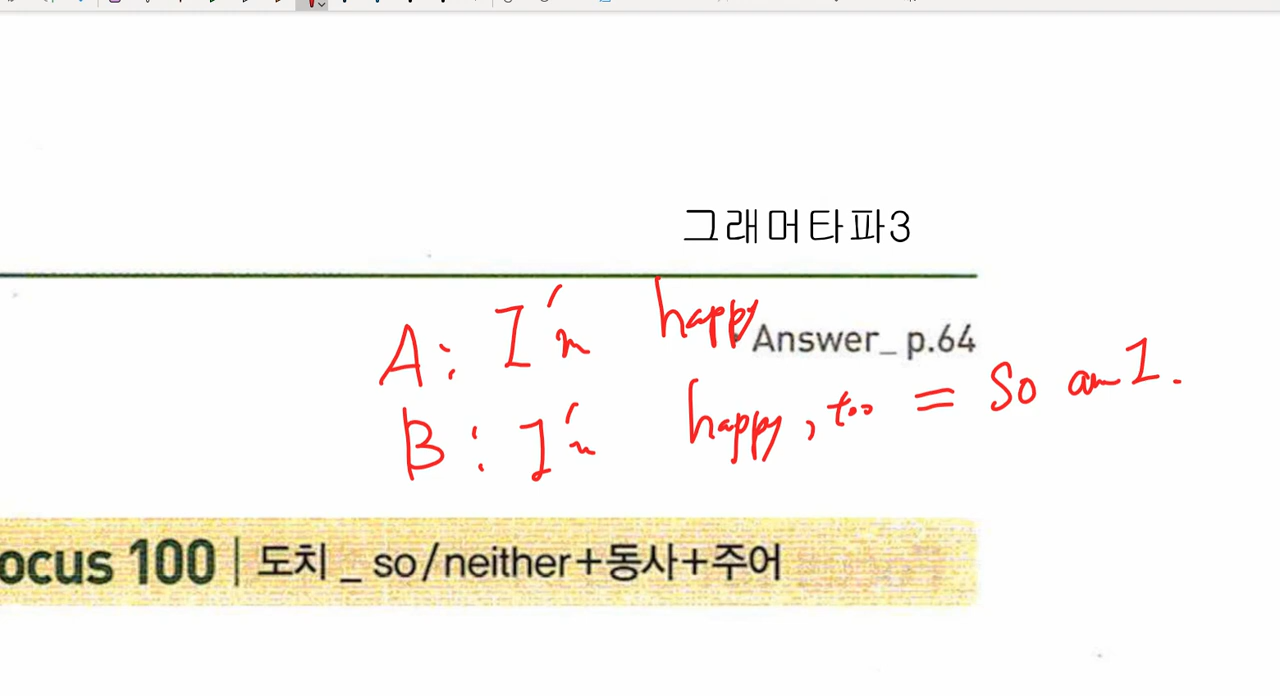 그래머타파3
A: I'm happy
Answer_ p.64
B: I'm happy, too = So am I.
ocus 100 | 도치 _ so/neither+동사+주어